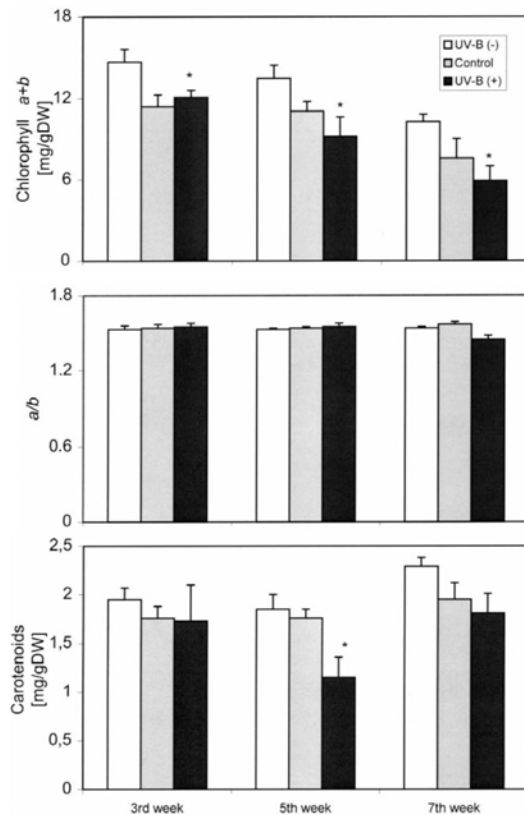 18
12
6
0
Chlorophyll a+b
[mg/gDW]
UV-B (-)
Control
UV-B (+)
*
*
*
1.8
1.2
0.6
0
a/b
2,5
2
1,5
1
0,5
0
Carotenoids
[mg/gDW]
*
3rd week
5th week
7th week